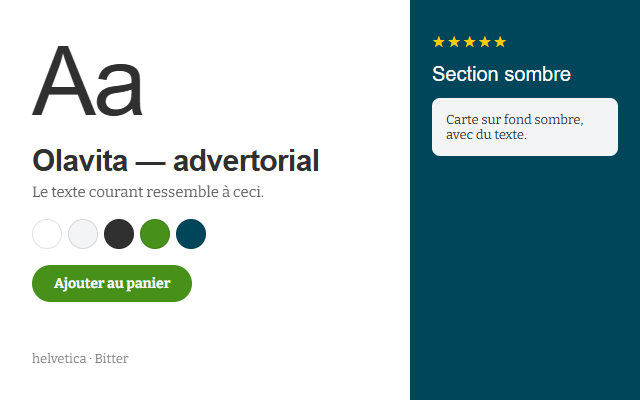 Aa
Olavita — advertorial
Le texte courant ressemble à ceci.
Ajouter au panier
helvetica · Bitter
Section sombre
Carte sur fond sombre,
avec du texte.